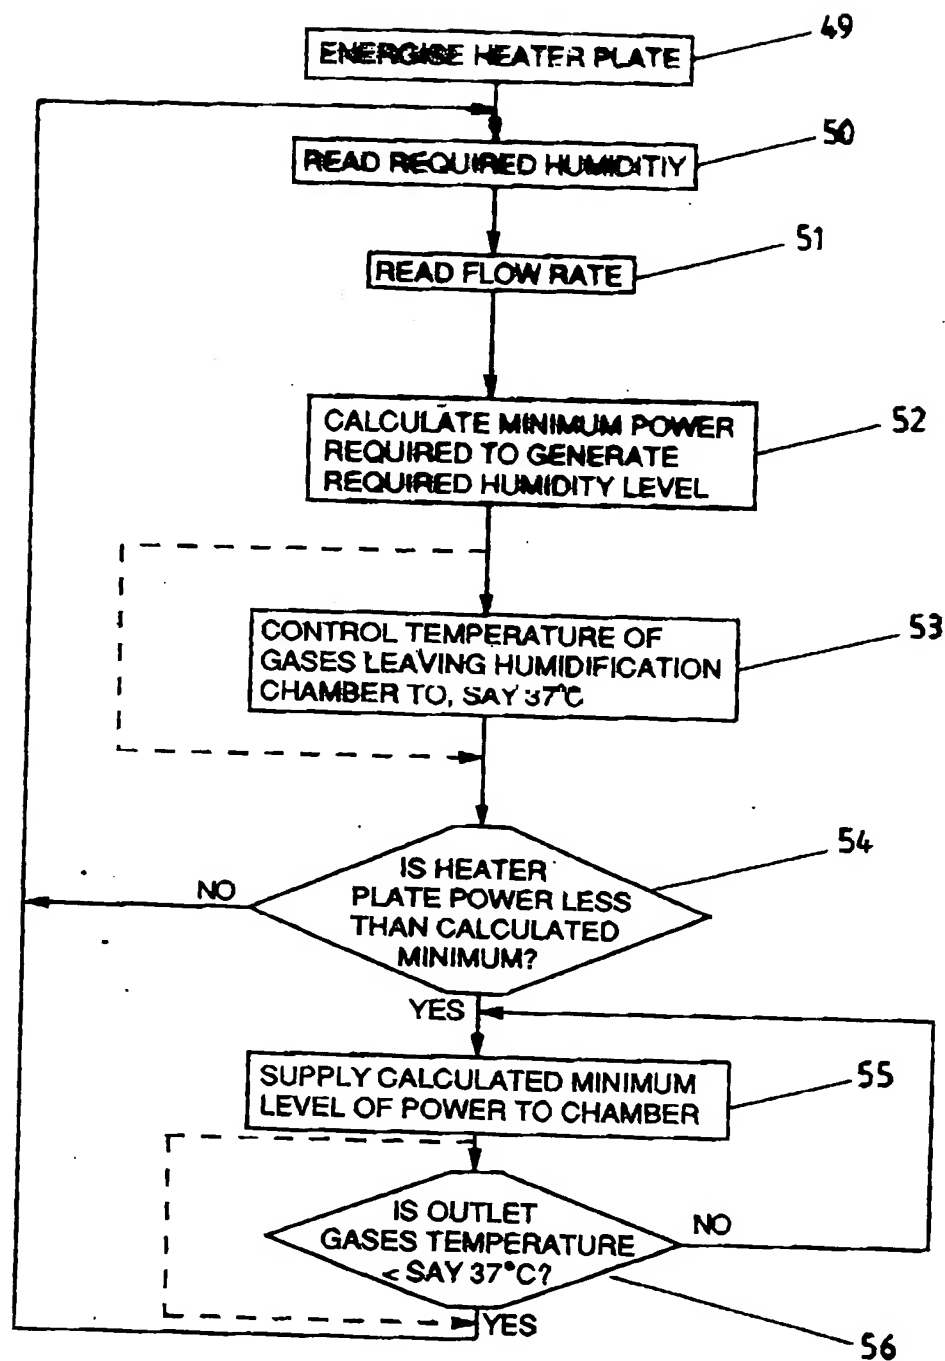 49
ENERGISE HEATER PLATE
50
READ REQUIRED HUMIDITIY
51
READ FLOW RATE
52
CALCULATE MINIMUM POWER
REQUIRED TO GENERATE
REQUIRED HUMIDITY LEVEL
53
CONTROL TEMPERATURE OF
GASES LEAVING HUMIDIFICATION
CHAMBER TO, SAY 37°C
54
IS HEATER
PLATE POWER LESS
THAN CALCULATED
MINIMUM?
NO
YES
55
SUPPLY CALCULATED MINIMUM
LEVEL OF POWER TO CHAMBER
IS OUTLET
GASES TEMPERATURE
< SAY 37°C?
NO
YES
56